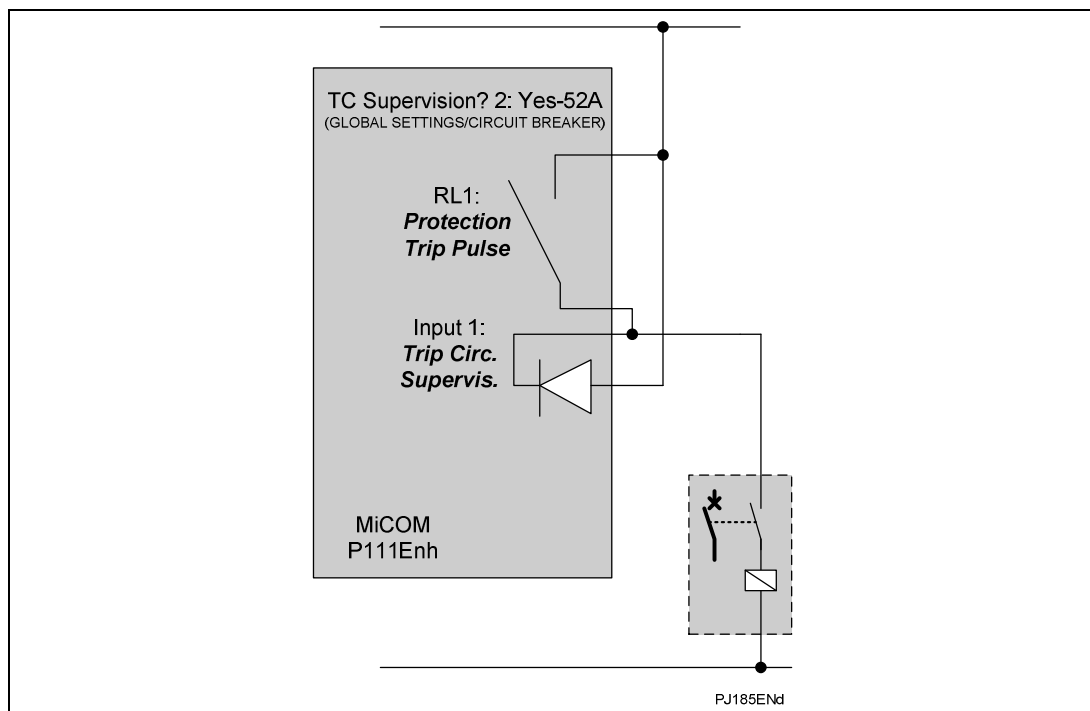 TC Supervision? 2: Yes-52A
(GLOBAL SETTINGS/CIRCUIT BREAKER)
RL1:
Protection
Trip Pulse
Input 1:
Trip Circ.
Supervis.
MiCOM
P111Enh
PJ185ENd